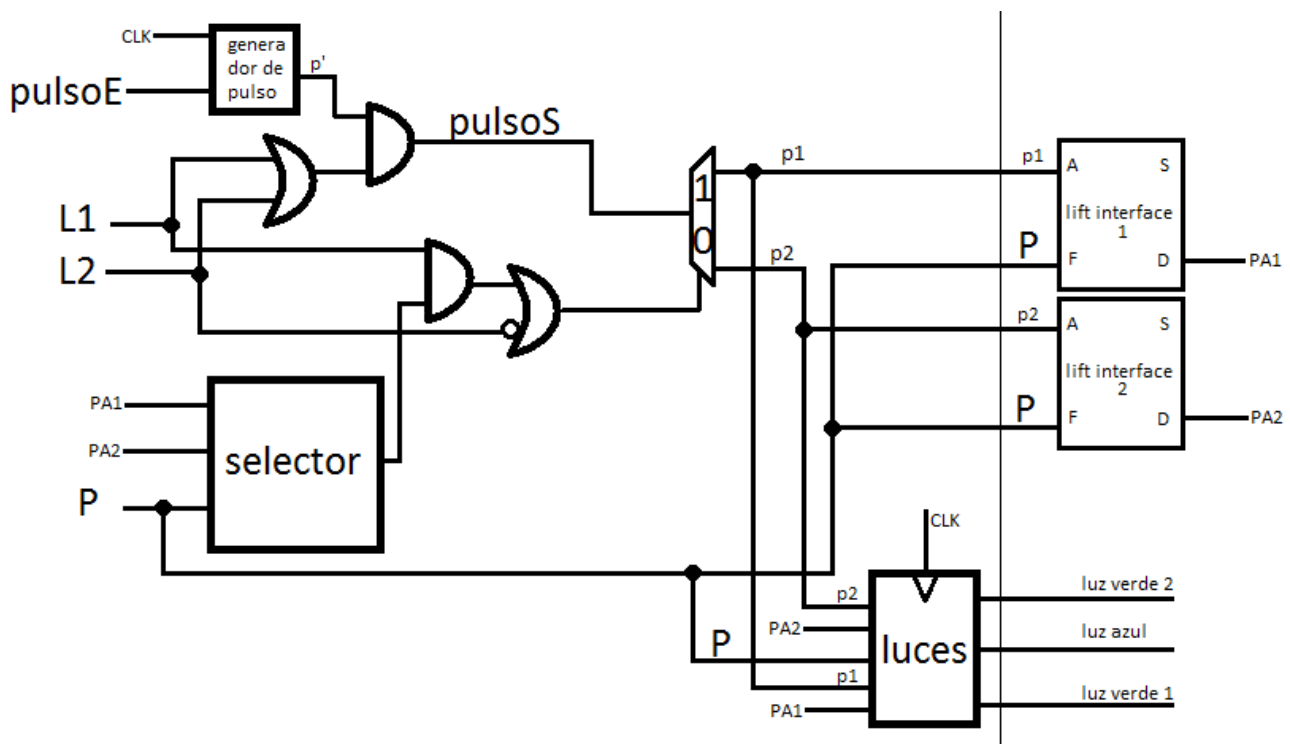 CLK
pulsoE
genera
dor de
pulso
p'
pulsoS
L1
L2
1
0
p1
p2
p1
P
A
S
lift interface
1
F
D
PA1
p2
P
A
S
lift interface
2
F
D
PA2
PA1
PA2
P
selector
CLK
p2
PA2
P
p1
PA1
luces
luz verde 2
luz azul
luz verde 1